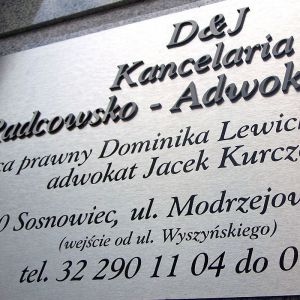 D&J
Kancelaria
Radcowsko - Adwok
ca prawny Dominika Lewic
adwokat Jacek Kurcz
0 Sosnowiec, ul. Modrzejow
(wejście od ul. Wyszyńskiego)
tel. 32 290 11 04 do 0